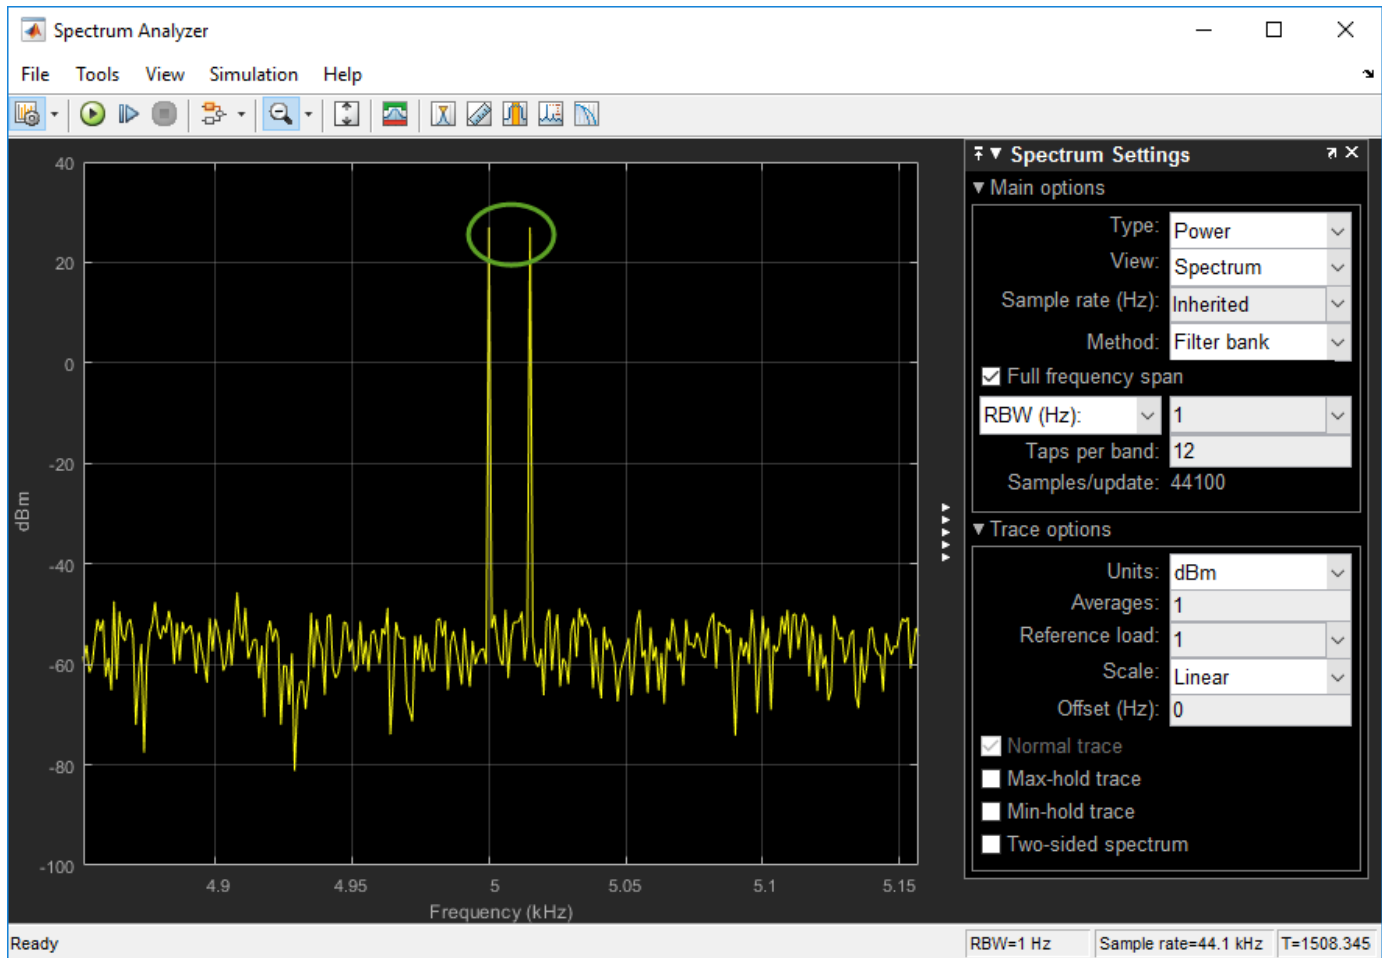 Spectrum Analyzer
File Tools View Simulation Help
40
20
0
-20
-40
-60
-80
-100
dBm
4.9 4.95 5 5.05 5.1 5.15
Frequency (kHz)
Spectrum Settings
Main options
Type: Power
View: Spectrum
Sample rate (Hz): Inherited
Method: Filter bank
Full frequency span
RBW (Hz): 1
Taps per band: 12
Samples/update: 44100
Trace options
Units: dBm
Averages: 1
Reference load: 1
Scale: Linear
Offset (Hz): 0
Normal trace
Max-hold trace
Min-hold trace
Two-sided spectrum
Ready RBW=1 Hz Sample rate=44.1 kHz T=1508.345